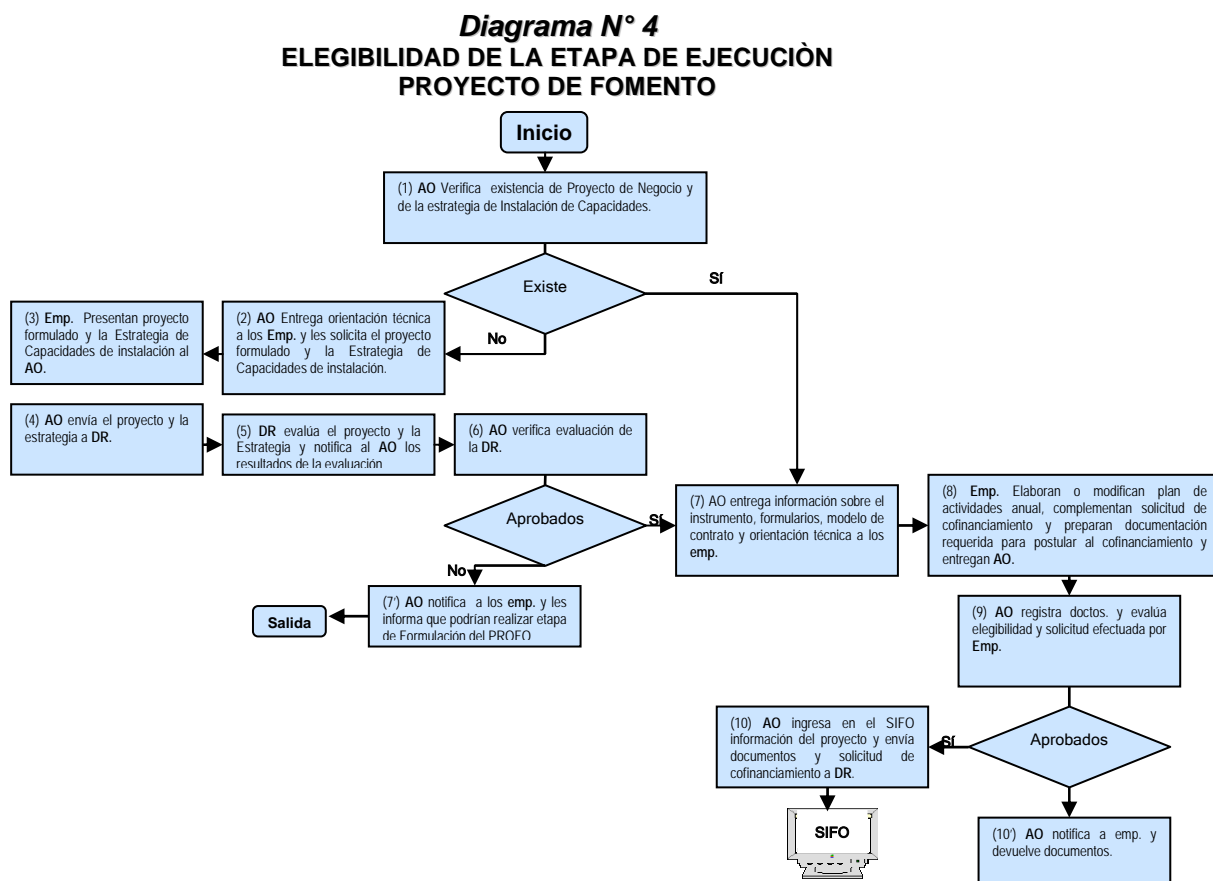 Diagrama N° 4
ELEGIBILIDAD DE LA ETAPA DE EJECUCIÒN
PROYECTO DE FOMENTO
Inicio
(1) AO Verifica existencia de Proyecto de Negocio y
de la estrategia de Instalación de Capacidades.
Existe
Sí
No
(2) AO Entrega orientación técnica
a los Emp. y les solicita el proyecto
formulado y la Estrategia de
Capacidades de instalación.
(3) Emp. Presentan proyecto
formulado y la Estrategia de
Capacidades de instalación al
AO.
(4) AO envía el proyecto y la
estrategia a DR.
(5) DR evalúa el proyecto y la
Estrategia y notifica al AO los
resultados de la evaluación
(6) AO verifica evaluación de
la DR.
Aprobados
Sí
No
(7') AO notifica a los emp. y les
informa que podrían realizar etapa
de Formulación del PROFO
Salida
(7) AO entrega información sobre el
instrumento, formularios, modelo de
contrato y orientación técnica a los
emp.
(8) Emp. Elaboran o modifican plan de
actividades anual, complementan solicitud de
cofinanciamiento y preparan documentación
requerida para postular al cofinanciamiento y
entregan AO.
(9) AO registra doctos. y evalúa
elegibilidad y solicitud efectuada por
Emp.
Aprobados
Sí
(10) AO ingresa en el SIFO
información del proyecto y envía
documentos y solicitud de
cofinanciamiento a DR.
SIFO
(10') AO notifica a emp. y
devuelve documentos.